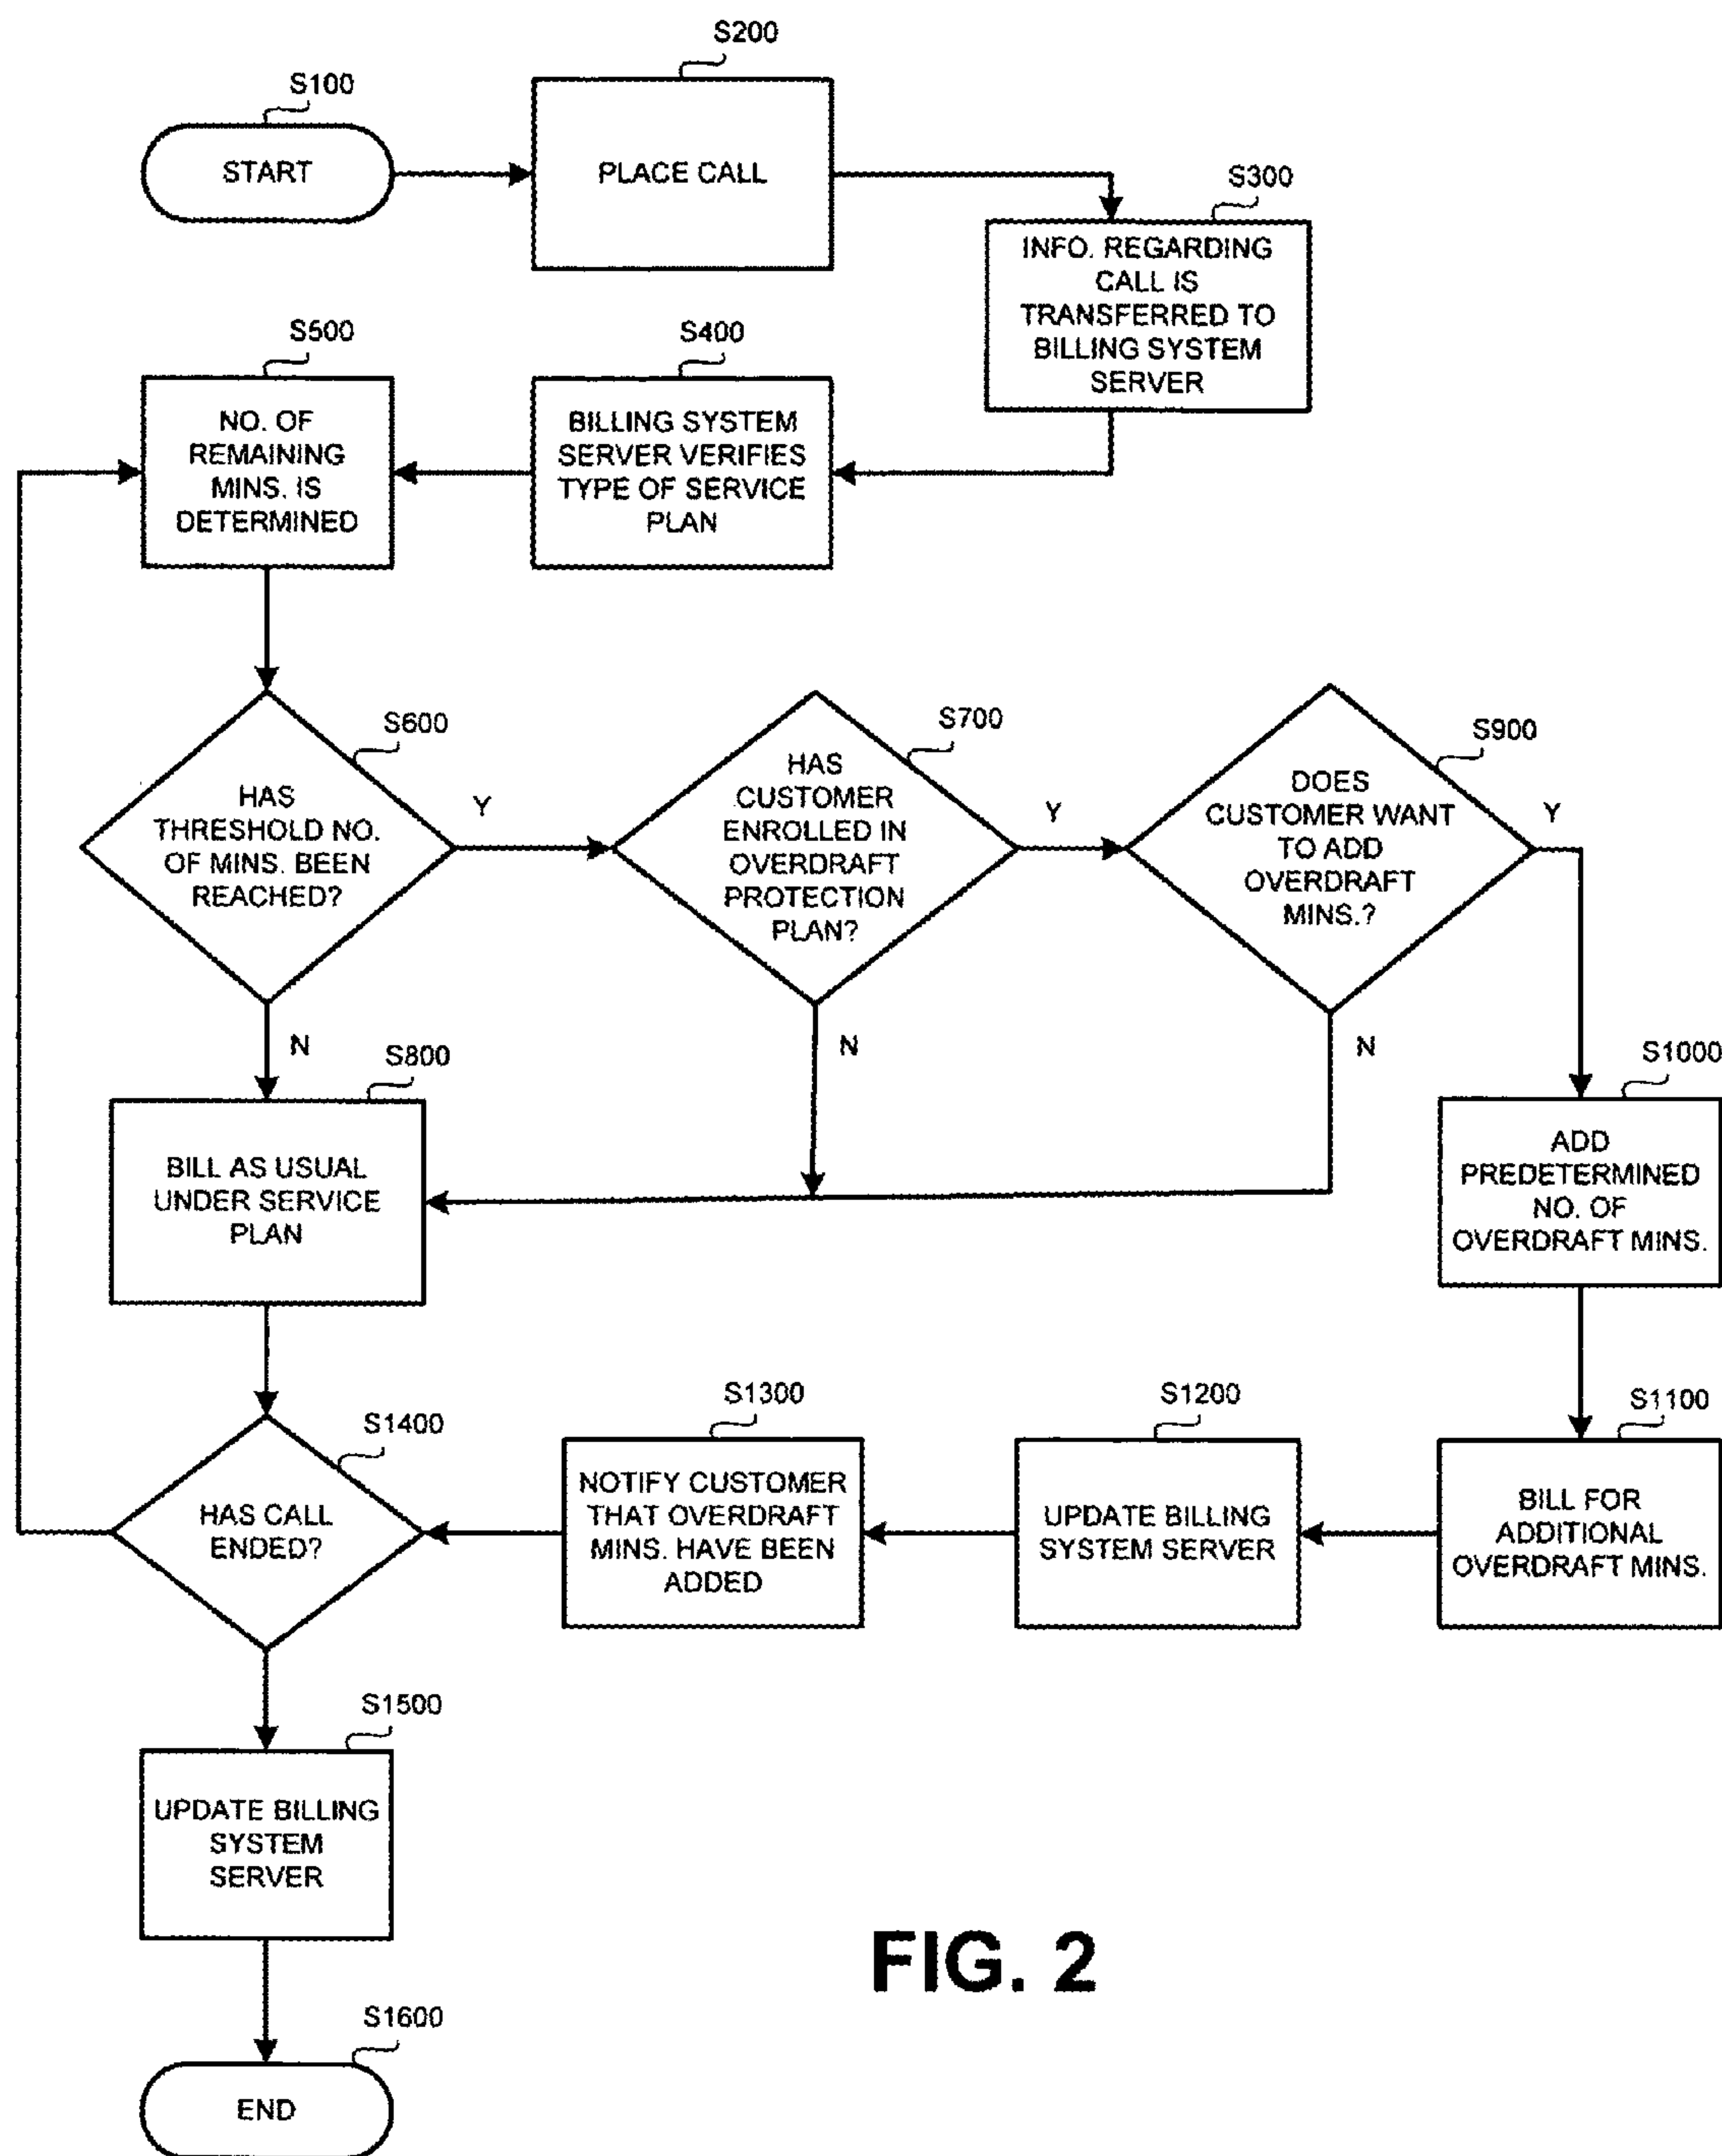 S100
START
S200
PLACE CALL
S300
INFO. REGARDING
CALL IS
TRANSFERRED TO
BILLING SYSTEM
SERVER
S400
BILLING SYSTEM
SERVER VERIFIES
TYPE OF SERVICE
PLAN
S500
NO. OF
REMAINING
MINS. IS
DETERMINED
S600
HAS
THRESHOLD NO.
OF MINS. BEEN
REACHED?
Y
N
S700
HAS
CUSTOMER
ENROLLED IN
OVERDRAFT
PROTECTION
PLAN?
Y
N
S900
DOES
CUSTOMER WANT
TO ADD
OVERDRAFT
MINS.?
Y
N
S800
BILL AS USUAL
UNDER SERVICE
PLAN
S1000
ADD
PREDETERMINED
NO. OF
OVERDRAFT MINS.
S1100
BILL FOR
ADDITIONAL
OVERDRAFT MINS.
S1200
UPDATE BILLING
SYSTEM SERVER
S1300
NOTIFY CUSTOMER
THAT OVERDRAFT
MINS. HAVE BEEN
ADDED
S1400
HAS CALL
ENDED?
S1500
UPDATE BILLING
SYSTEM
SERVER
S1600
END
FIG. 2